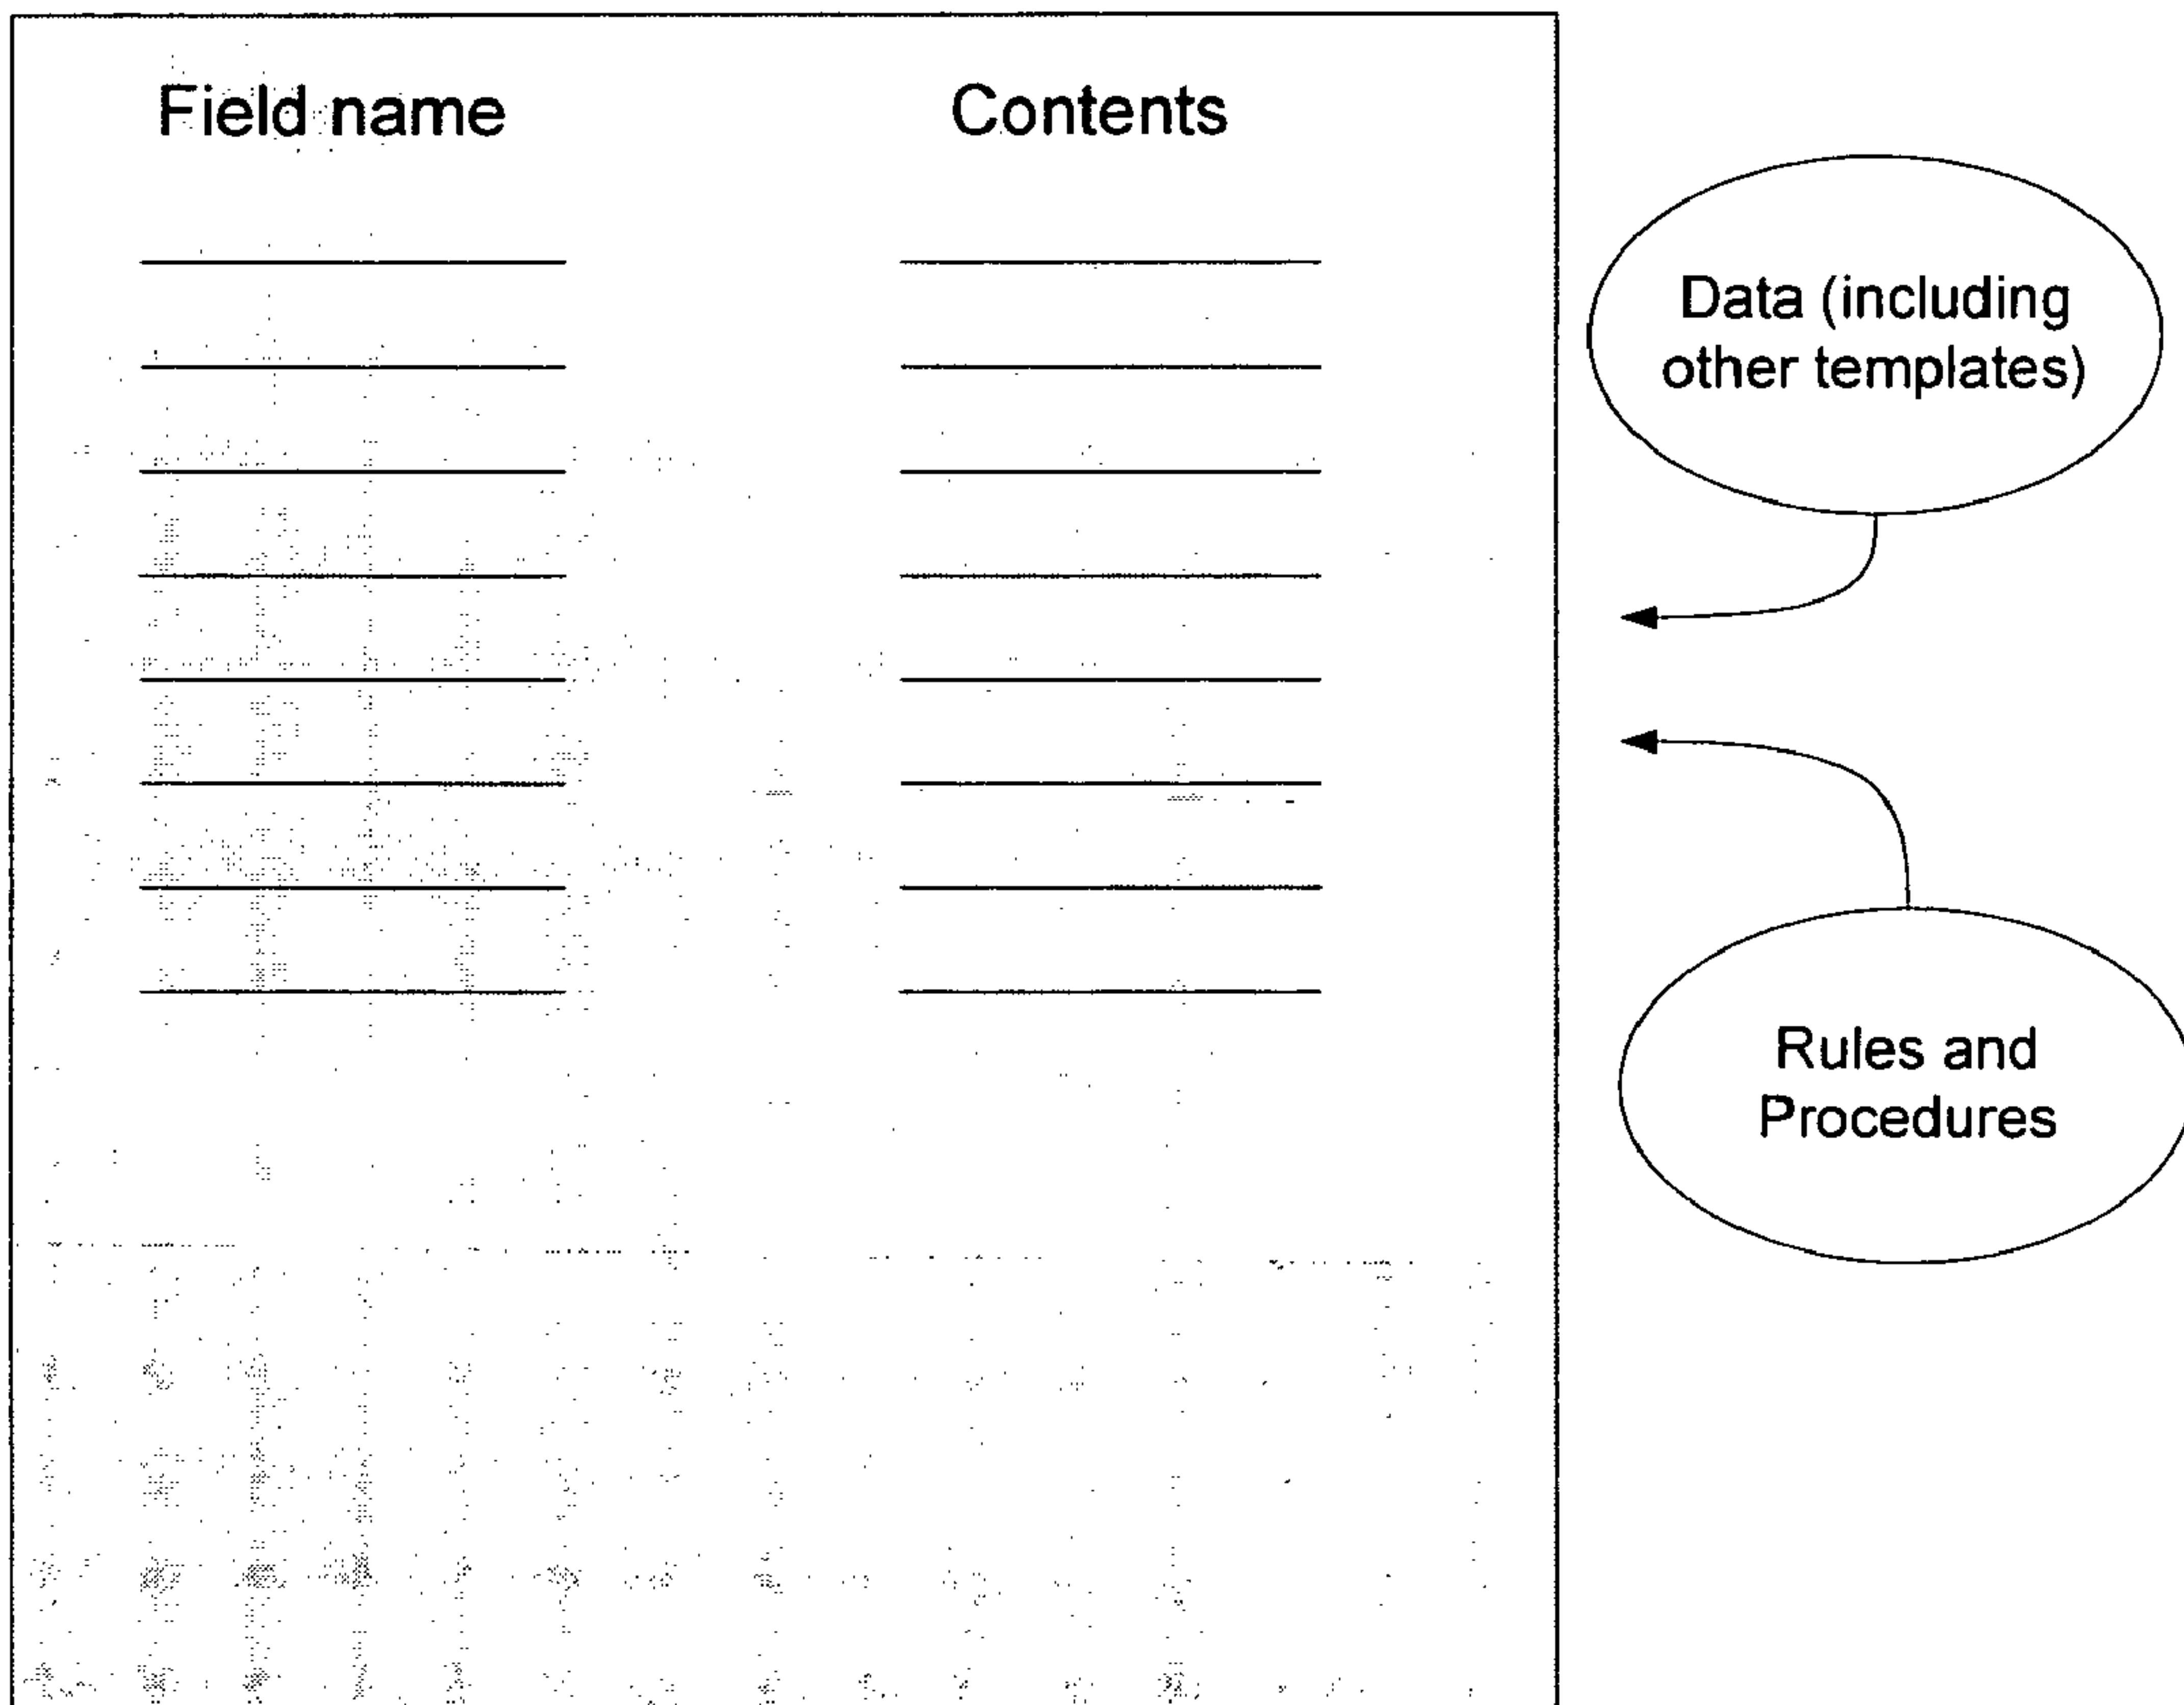 Field name
Contents
Data (including
other templates)
Rules and
Procedures